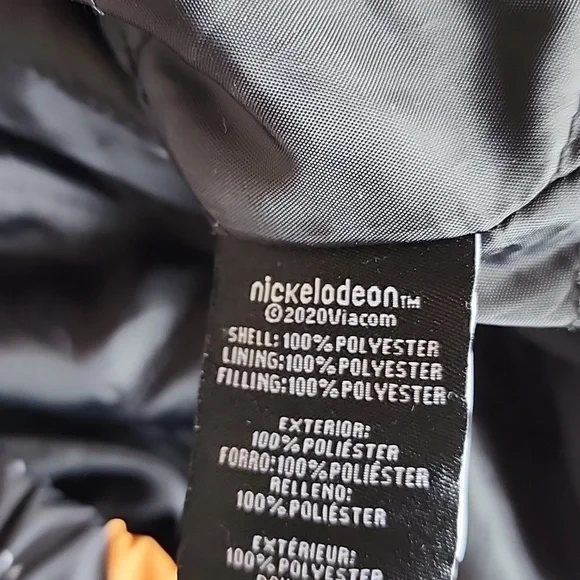 nickelodeon™
©2020Viacom
SHELL:100%POLYESTER
LINING:100%POLYESTER
FILLING:100%POLYESTER
EXTERIOR:
100%POLIÉSTER
FORRO:100%POLIÉSTER
RELLENO:
100%POLIÉSTER
EXTÉRIEUR:
100%POLYESTER